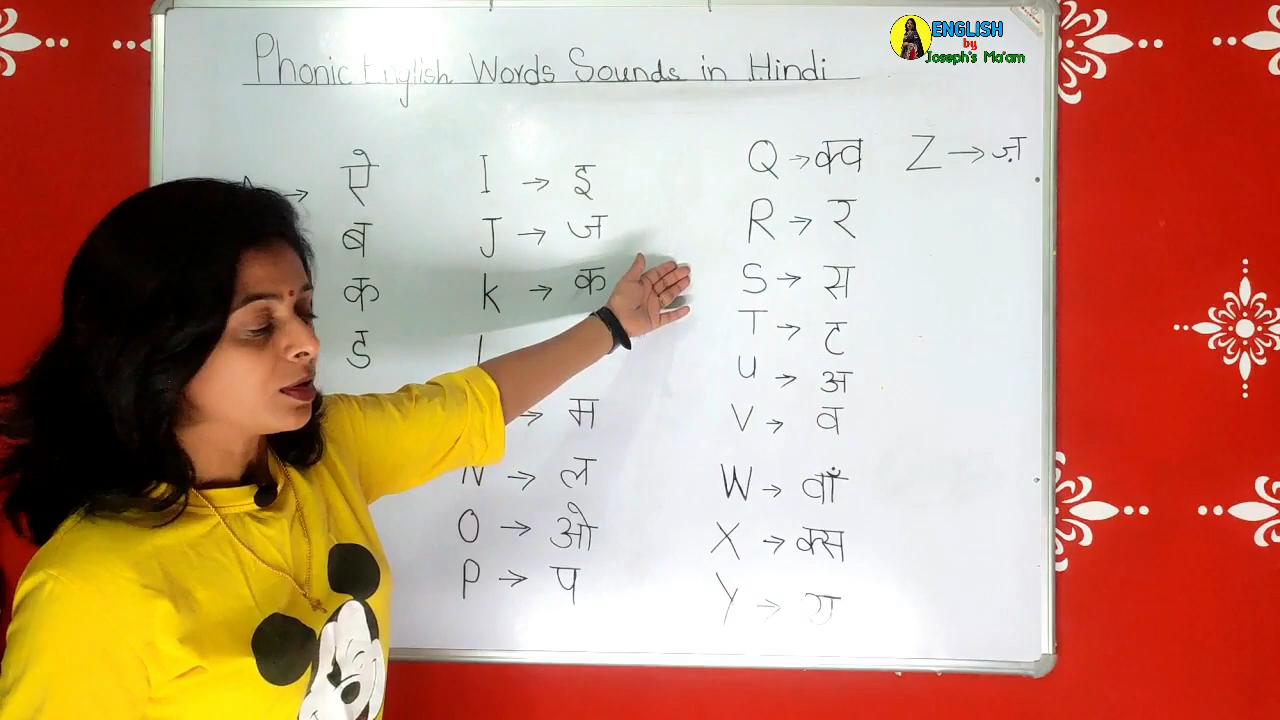 Phonic English Words Sounds in Hindi
ENGLISH
by
Joseph's Ma'am
→ ऐ
ब
क
ड
I → इ
J → ज
K → क
→ म
N → ल
O → ओ
P → प
Q → क्व
R → र
S → स
T → ट
U → अ
V → व
W → वाँ
X → क्स
Y → य
Z → ज़